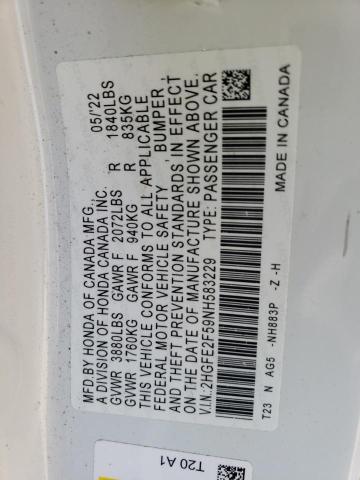 MFD.BY HONDA OF CANADA MFG., 05/'22
A DIVISION OF HONDA CANADA INC.
GVWR 3880LBS GAWR F 2072LBS R 1840LBS
GVWR 1760KG GAWR F 940KG R 835KG
THIS VEHICLE CONFORMS TO ALL APPLICABLE
FEDERAL MOTOR VEHICLE SAFETY, BUMPER,
AND THEFT PREVENTION STANDARDS IN EFFECT
ON THE DATE OF MANUFACTURE SHOWN ABOVE.
V.I.N.: 2HGFE2F59NH583229 TYPE: PASSENGER CAR
T23 N AG5 -NH883P -Z -H MADE IN CANADA
T20 A1